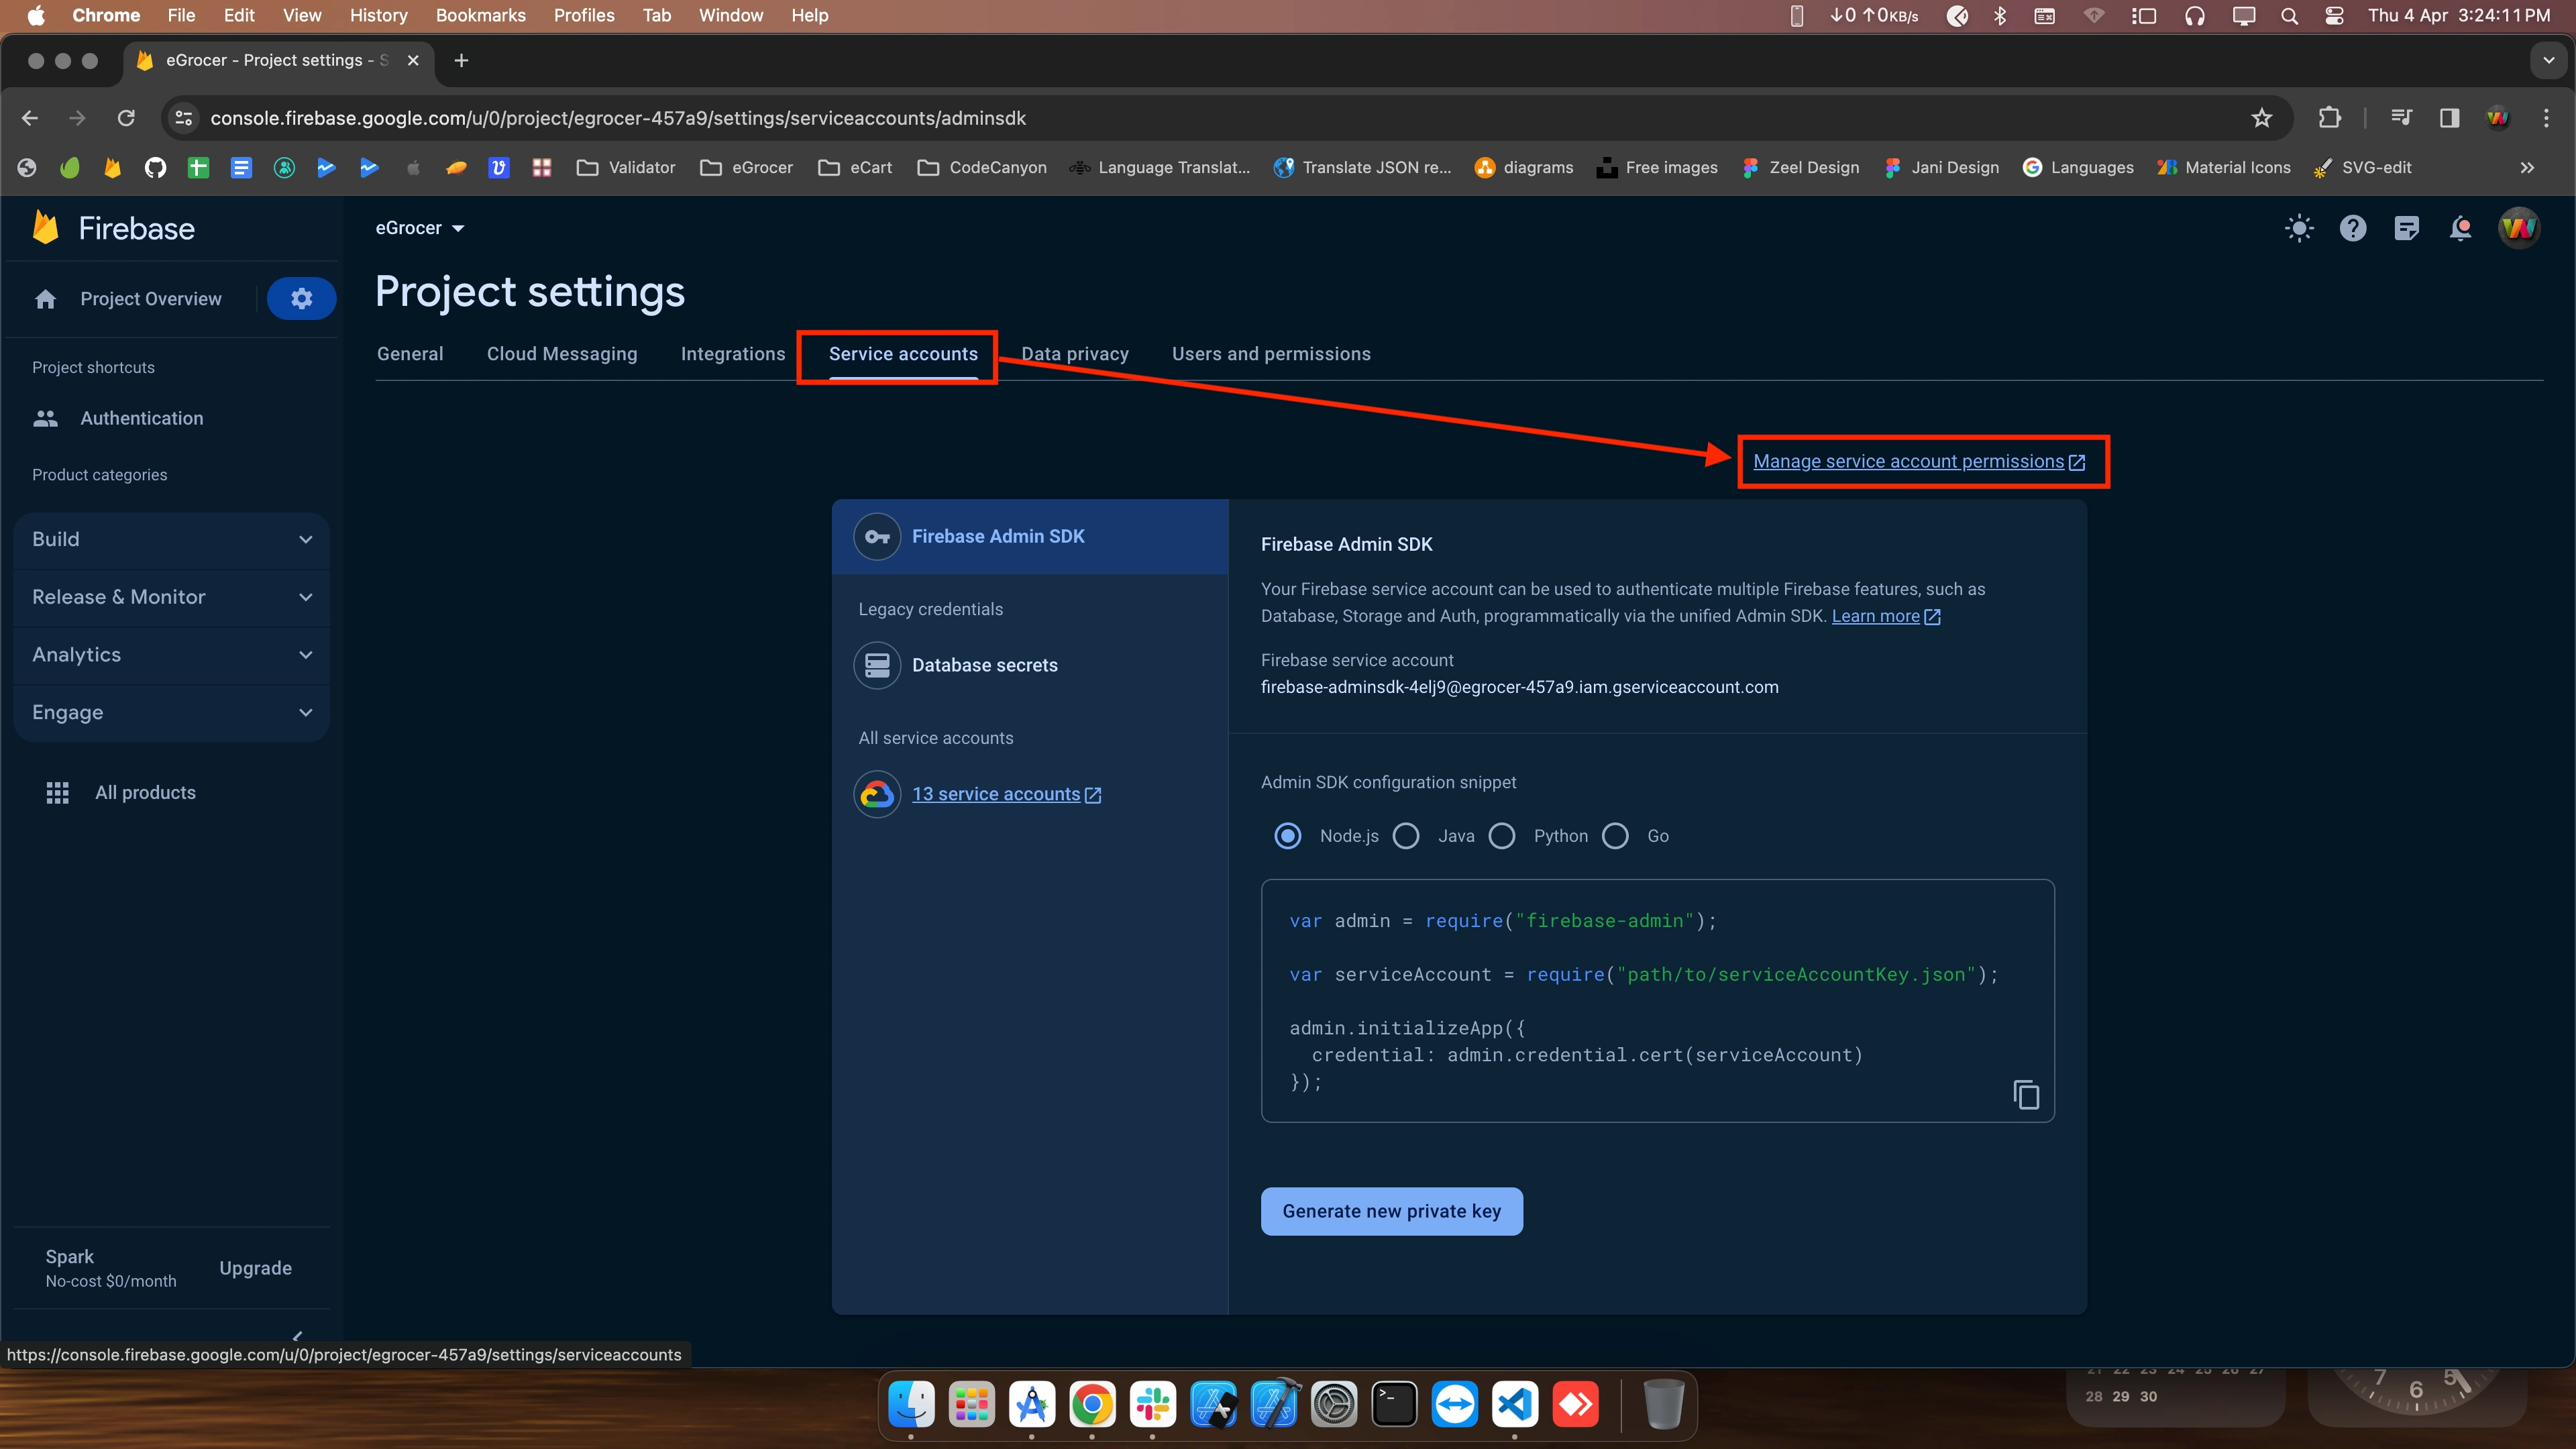 Chrome File Edit View History Bookmarks Profiles Tab Window Help
↓0 ↑0KB/s Thu 4 Apr 3:24:11 PM
eGrocer - Project settings - S
console.firebase.google.com/u/0/project/egrocer-457a9/settings/serviceaccounts/adminsdk
Validator eGrocer eCart CodeCanyon Language Translat... Translate JSON re... diagrams Free images Zeel Design Jani Design Languages Material Icons SVG-edit
Firebase
eGrocer
Project Overview
Project settings
General Cloud Messaging Integrations Service accounts Data privacy Users and permissions
Project shortcuts
Authentication
Product categories
Build
Release & Monitor
Analytics
Engage
All products
Spark
No-cost $0/month
Upgrade
Manage service account permissions
Firebase Admin SDK
Legacy credentials
Database secrets
All service accounts
13 service accounts
Firebase Admin SDK
Your Firebase service account can be used to authenticate multiple Firebase features, such as
Database, Storage and Auth, programmatically via the unified Admin SDK. Learn more
Firebase service account
firebase-adminsdk-4elj9@egrocer-457a9.iam.gserviceaccount.com
Admin SDK configuration snippet
Node.js Java Python Go
var admin = require("firebase-admin");
var serviceAccount = require("path/to/serviceAccountKey.json");
admin.initializeApp({
credential: admin.credential.cert(serviceAccount)
});
Generate new private key
https://console.firebase.google.com/u/0/project/egrocer-457a9/settings/serviceaccounts
21 22 23 24 25 26 27
28 29 30
7 6 5